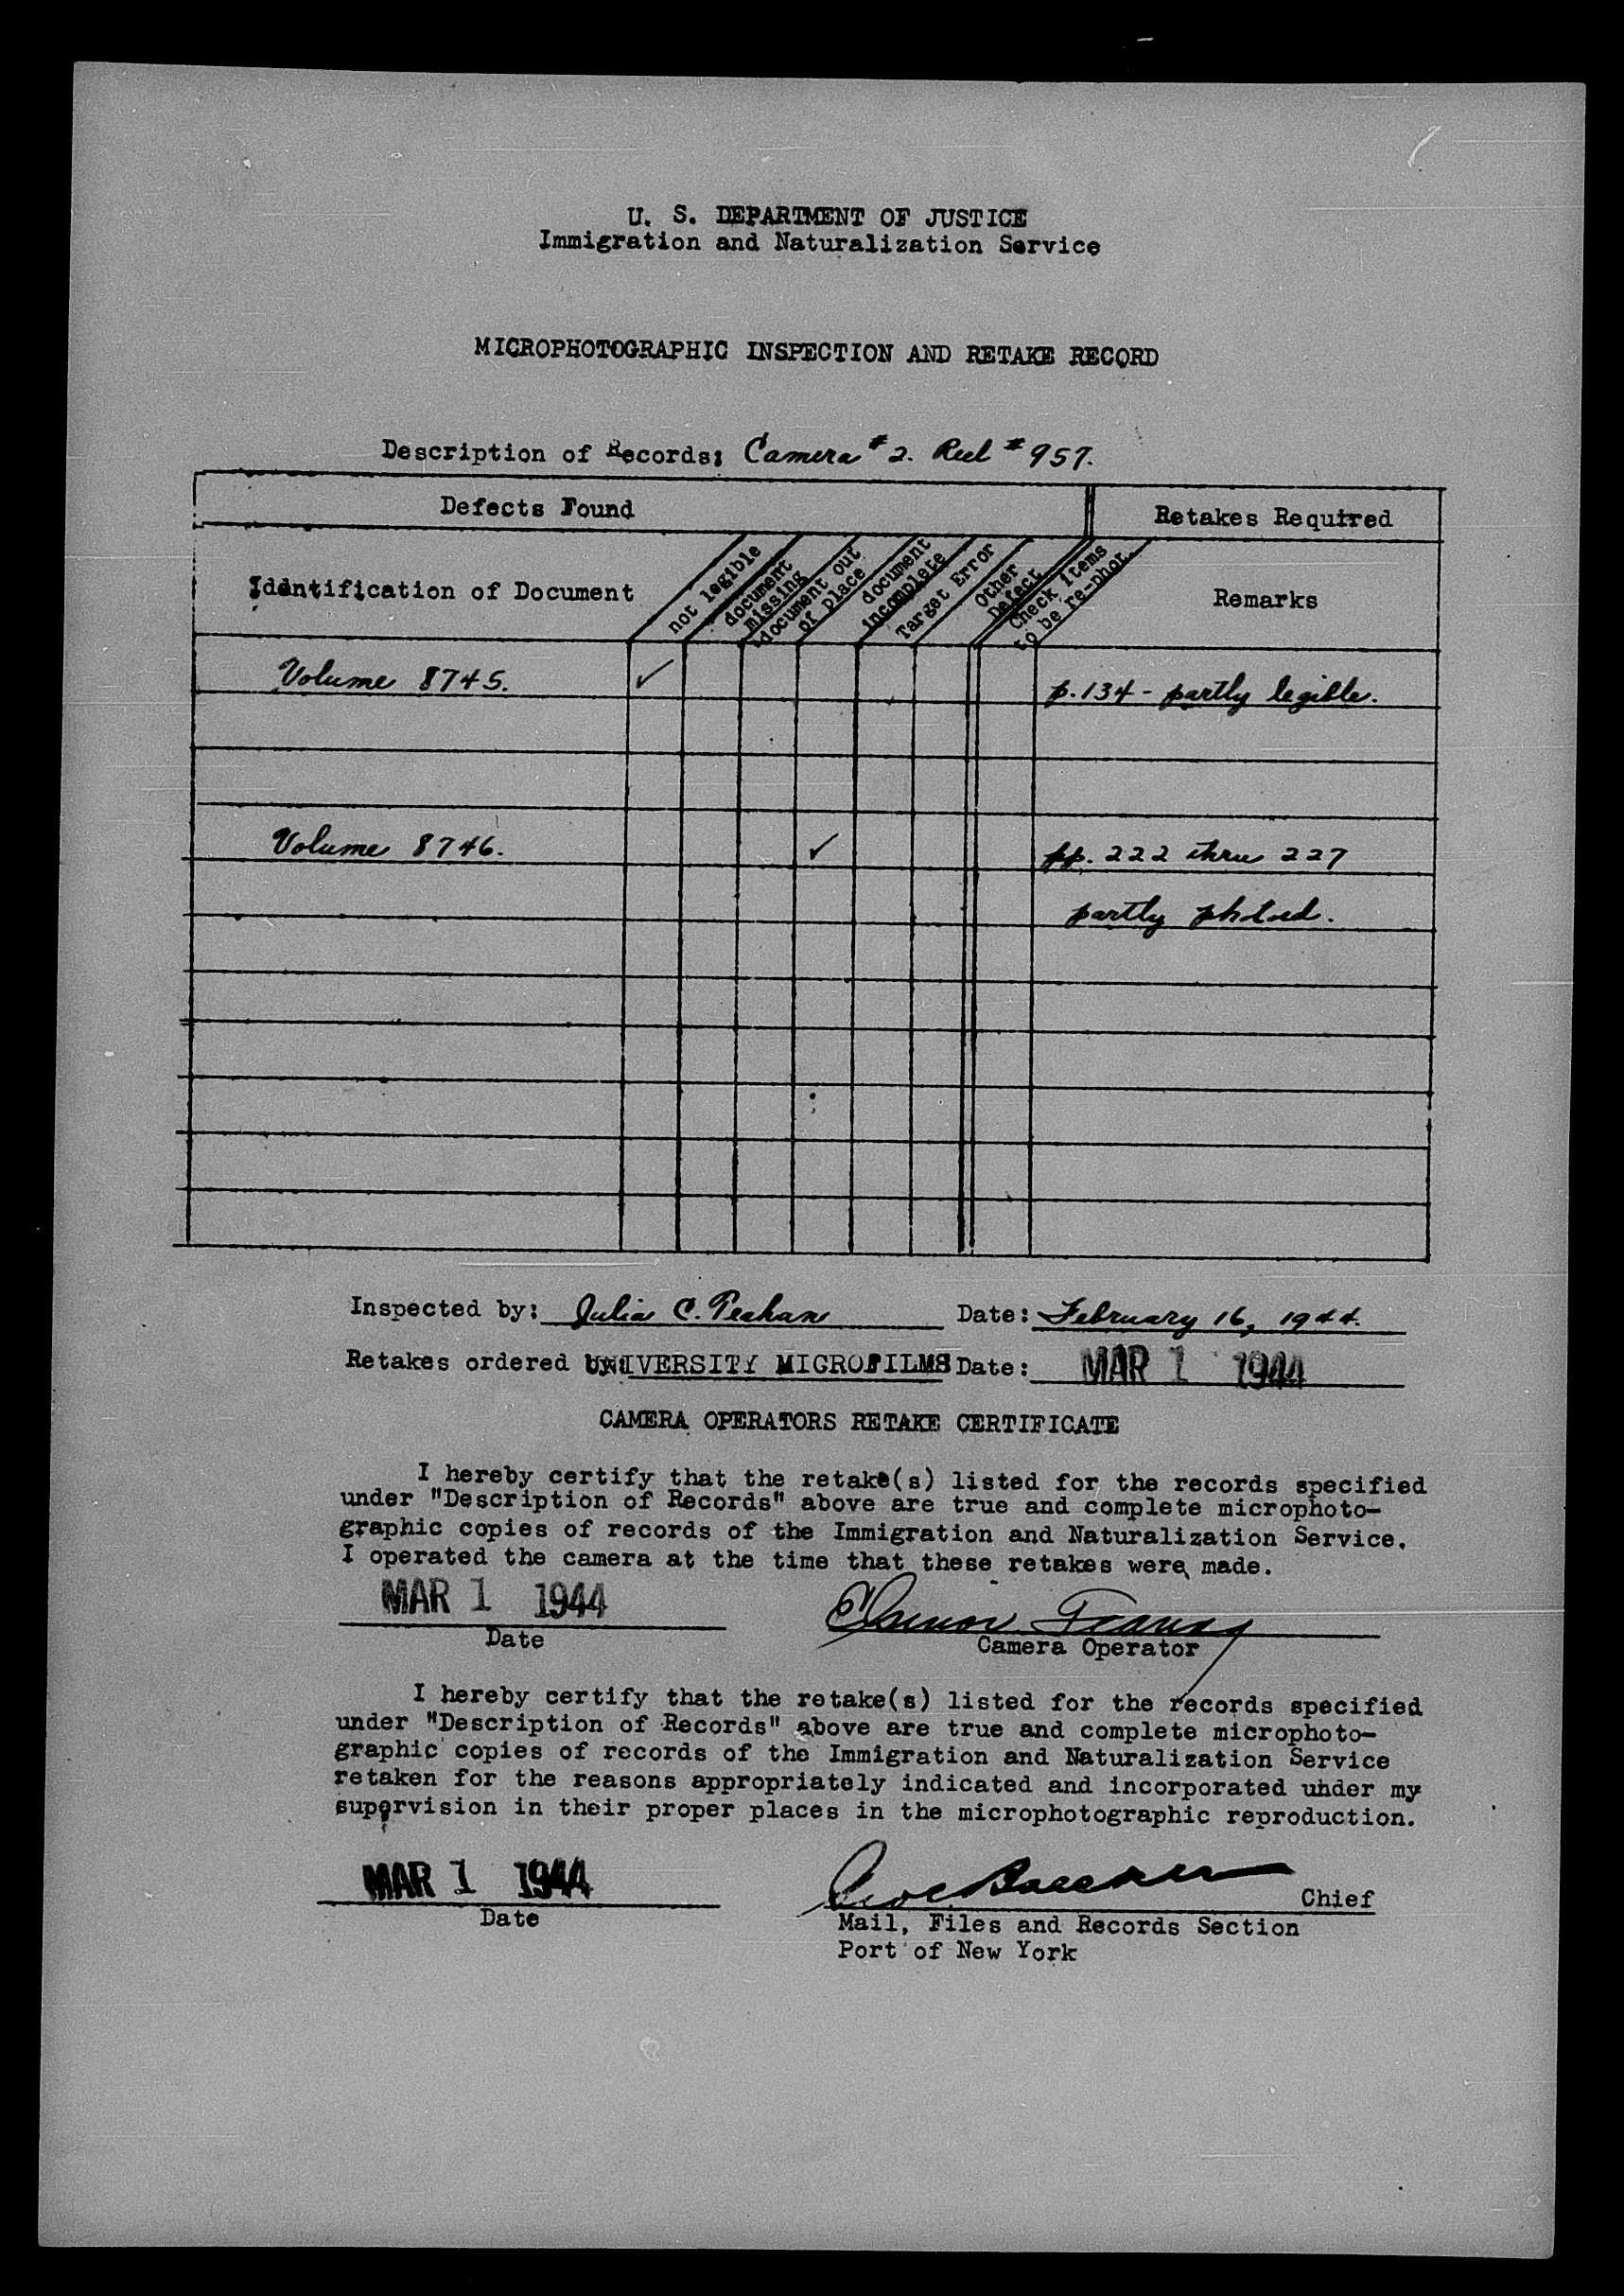 U. S. DEPARTMENT OF JUSTICE
Immigration and Naturalization Service
MICROPHOTOGRAPHIC INSPECTION AND RETAKE RECORD
Description of Records: Camera #2. Reel #957.
Defects Found
Retakes Required
Identification of Document
not legible
document missing
document out of place
document incomplete
Target Error
Other Defect
Check items to be re-phot.
Remarks
Volume 8745. ✓ p. 134 - partly legible.
Volume 8746. ✓ pp. 222 thru 227
partly photoed.
Inspected by: Julia C. Date: February 16, 1944.
Retakes ordered UNIVERSITY MICROFILMS Date: MAR 1 1944
CAMERA OPERATORS RETAKE CERTIFICATE
I hereby certify that the retake(s) listed for the records specified
under "Description of Records" above are true and complete microphoto-
graphic copies of records of the Immigration and Naturalization Service.
I operated the camera at the time that these retakes were made.
MAR 1 1944
Date
Camera Operator
I hereby certify that the retake(s) listed for the records specified
under "Description of Records" above are true and complete microphoto-
graphic copies of records of the Immigration and Naturalization Service
retaken for the reasons appropriately indicated and incorporated under my
supervision in their proper places in the microphotographic reproduction.
MAR 1 1944
Chief
Date
Mail, Files and Records Section
Port of New York